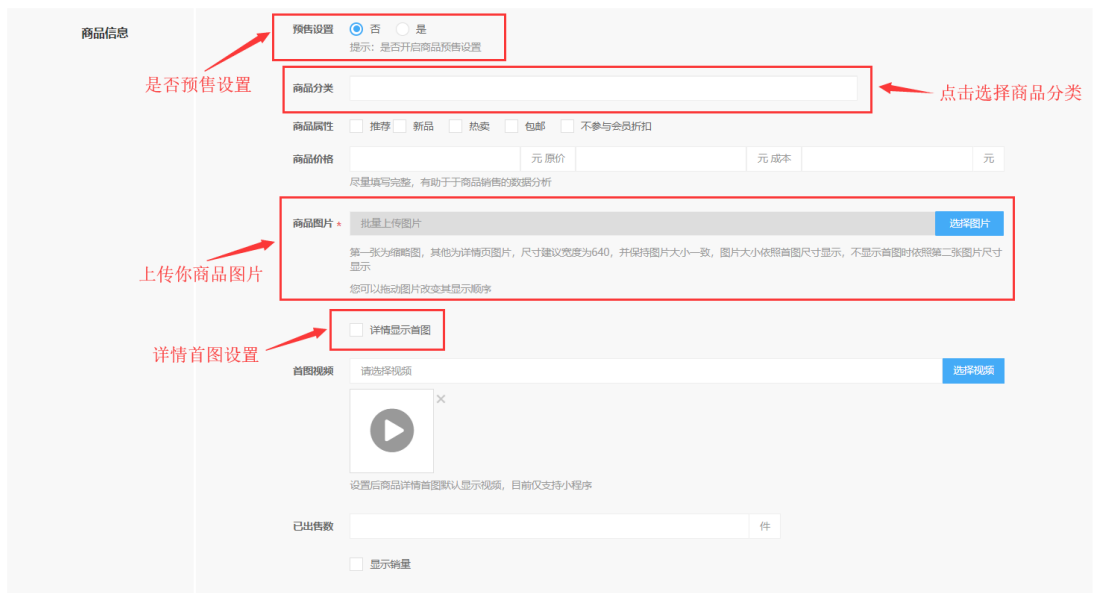 商品信息
预售设置 否 是
提示：是否开启商品预售设置
是否预售设置
商品分类
点击选择商品分类
商品属性 推荐 新品 热卖 包邮 不参与会员折扣
商品价格 元 原价 元 成本 元
尽量填写完整，有助于于商品销售的数据分析
商品图片 * 批量上传图片 选择图片
第一张为缩略图，其他为详情页图片，尺寸建议宽度为640，并保持图片大小一致，图片大小依照首图尺寸显示，不显示首图时依照第二张图片尺寸
显示
上传你商品图片
您可以拖动图片改变其显示顺序
详情显示首图
详情首图设置
首图视频 请选择视频 选择视频
设置后商品详情首图默认显示视频，目前仅支持小程序
已出售数 件
显示销量